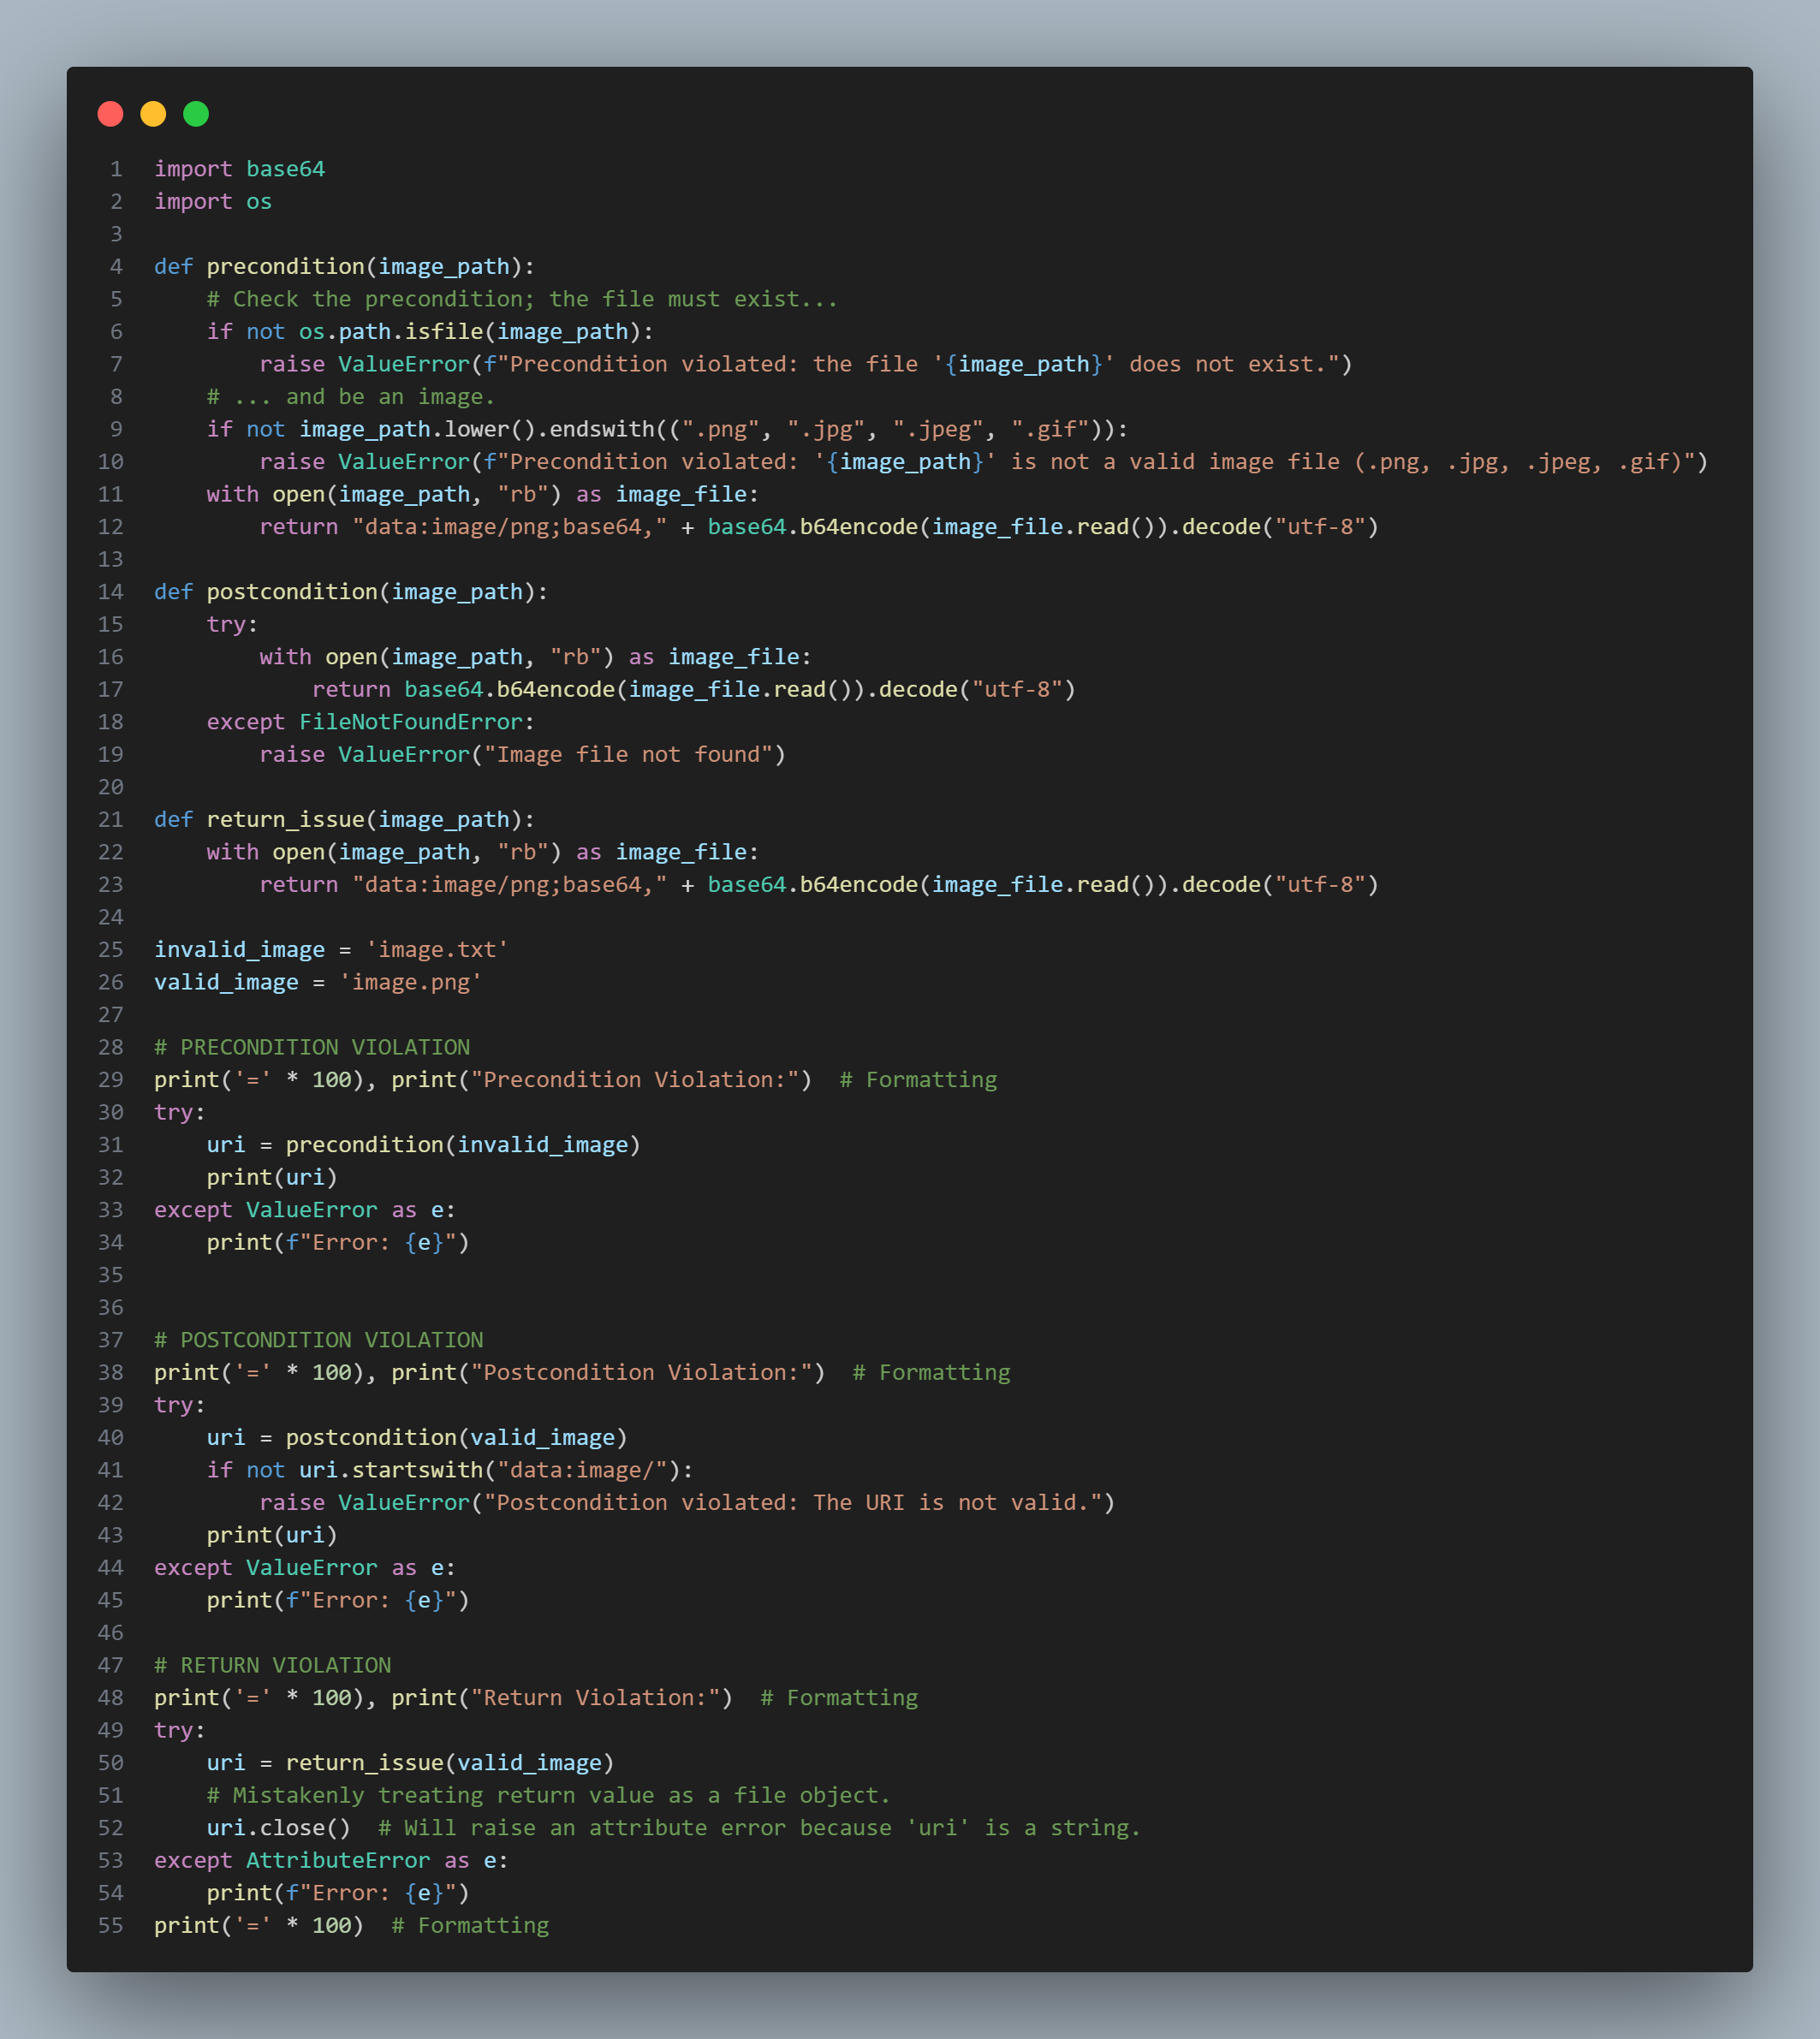 1 import base64
2 import os
3
4 def precondition(image_path):
5     # Check the precondition; the file must exist...
6     if not os.path.isfile(image_path):
7         raise ValueError(f"Precondition violated: the file '{image_path}' does not exist.")
8     # ... and be an image.
9     if not image_path.lower().endswith((".png", ".jpg", ".jpeg", ".gif")):
10         raise ValueError(f"Precondition violated: '{image_path}' is not a valid image file (.png, .jpg, .jpeg, .gif)")
11     with open(image_path, "rb") as image_file:
12         return "data:image/png;base64," + base64.b64encode(image_file.read()).decode("utf-8")
13
14 def postcondition(image_path):
15     try:
16         with open(image_path, "rb") as image_file:
17             return base64.b64encode(image_file.read()).decode("utf-8")
18     except FileNotFoundError:
19         raise ValueError("Image file not found")
20
21 def return_issue(image_path):
22     with open(image_path, "rb") as image_file:
23         return "data:image/png;base64," + base64.b64encode(image_file.read()).decode("utf-8")
24
25 invalid_image = 'image.txt'
26 valid_image = 'image.png'
27
28 # PRECONDITION VIOLATION
29 print('=' * 100), print("Precondition Violation:")  # Formatting
30 try:
31     uri = precondition(invalid_image)
32     print(uri)
33 except ValueError as e:
34     print(f"Error: {e}")
35
36
37 # POSTCONDITION VIOLATION
38 print('=' * 100), print("Postcondition Violation:")  # Formatting
39 try:
40     uri = postcondition(valid_image)
41     if not uri.startswith("data:image/"):
42         raise ValueError("Postcondition violated: The URI is not valid.")
43     print(uri)
44 except ValueError as e:
45     print(f"Error: {e}")
46
47 # RETURN VIOLATION
48 print('=' * 100), print("Return Violation:")  # Formatting
49 try:
50     uri = return_issue(valid_image)
51     # Mistakenly treating return value as a file object.
52     uri.close()  # Will raise an attribute error because 'uri' is a string.
53 except AttributeError as e:
54     print(f"Error: {e}")
55 print('=' * 100)  # Formatting